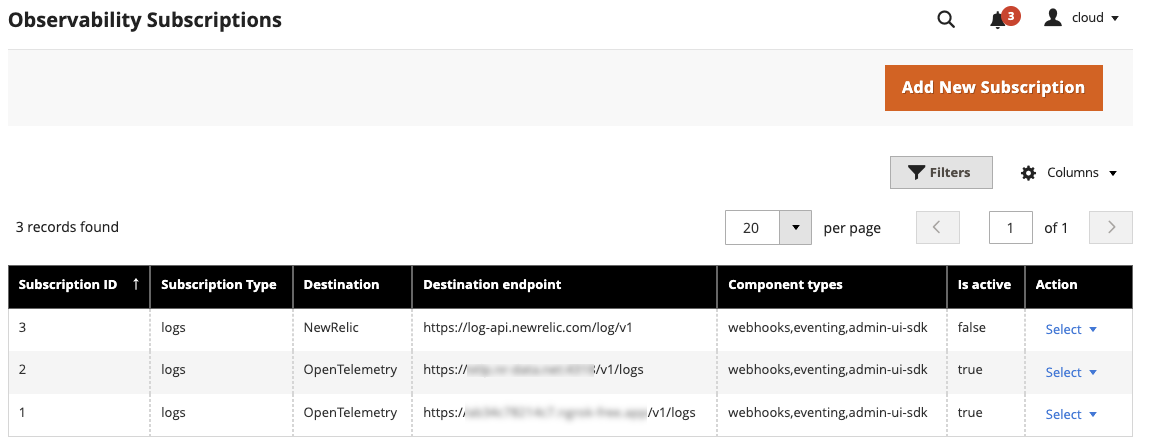 Observability Subscriptions
3
cloud
Add New Subscription
Filters
Columns
3 records found
20
per page
1
of 1
Subscription ID ↑ Subscription Type Destination Destination endpoint Component types Is active Action
3 logs NewRelic https://log-api.newrelic.com/log/v1 webhooks,eventing,admin-ui-sdk false Select
2 logs OpenTelemetry https:// /v1/logs webhooks,eventing,admin-ui-sdk true Select
1 logs OpenTelemetry https:// /v1/logs webhooks,eventing,admin-ui-sdk true Select